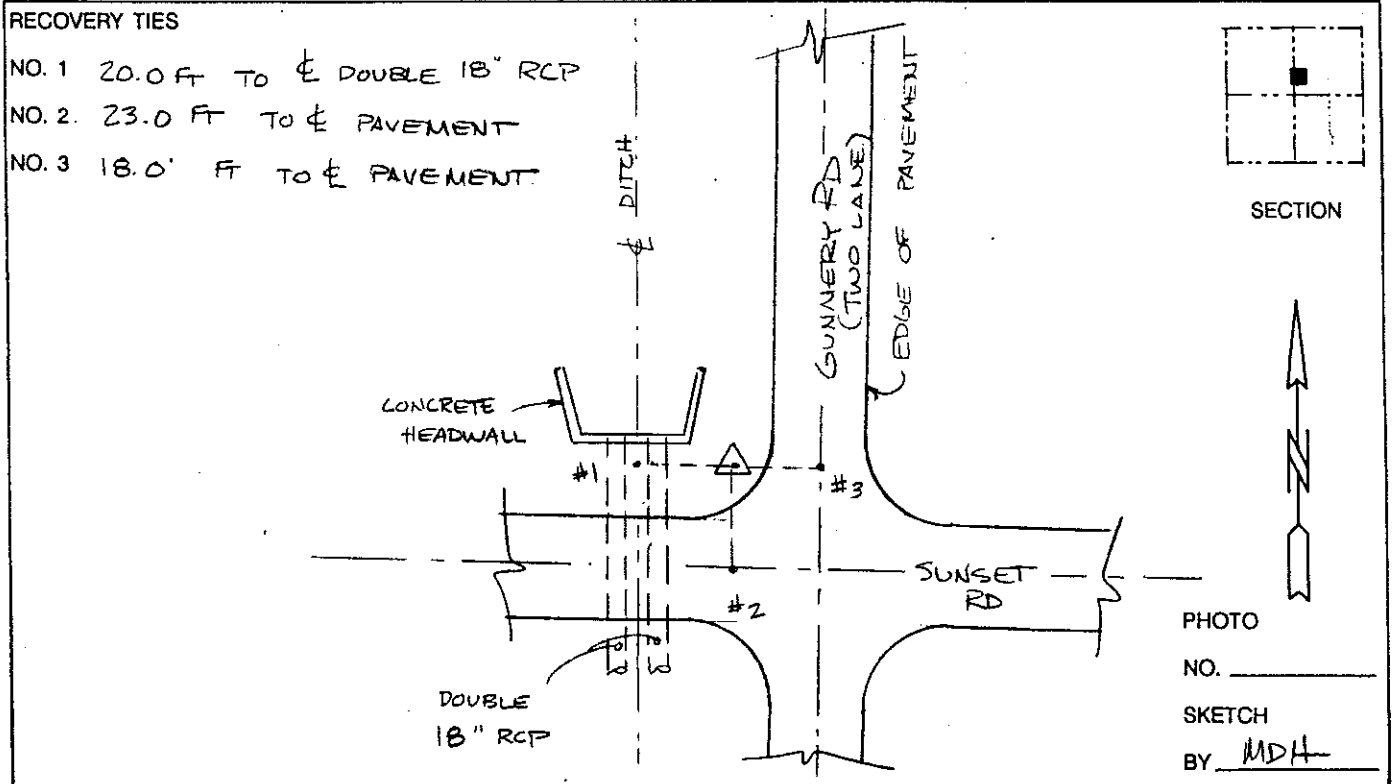 RECOVERY TIES
NO. 1 20.0 FT TO ℄ DOUBLE 18" RCP
NO. 2. 23.0 FT TO ℄ PAVEMENT
NO. 3 18.0' FT TO ℄ PAVEMENT.
SECTION
℄ DITCH
GUNNERY RD
(TWO LANE)
EDGE OF PAVEMENT
CONCRETE
HEADWALL
#1
#3
#2
SUNSET
RD
DOUBLE
18" RCP
N
PHOTO
NO.
SKETCH
BY MDH